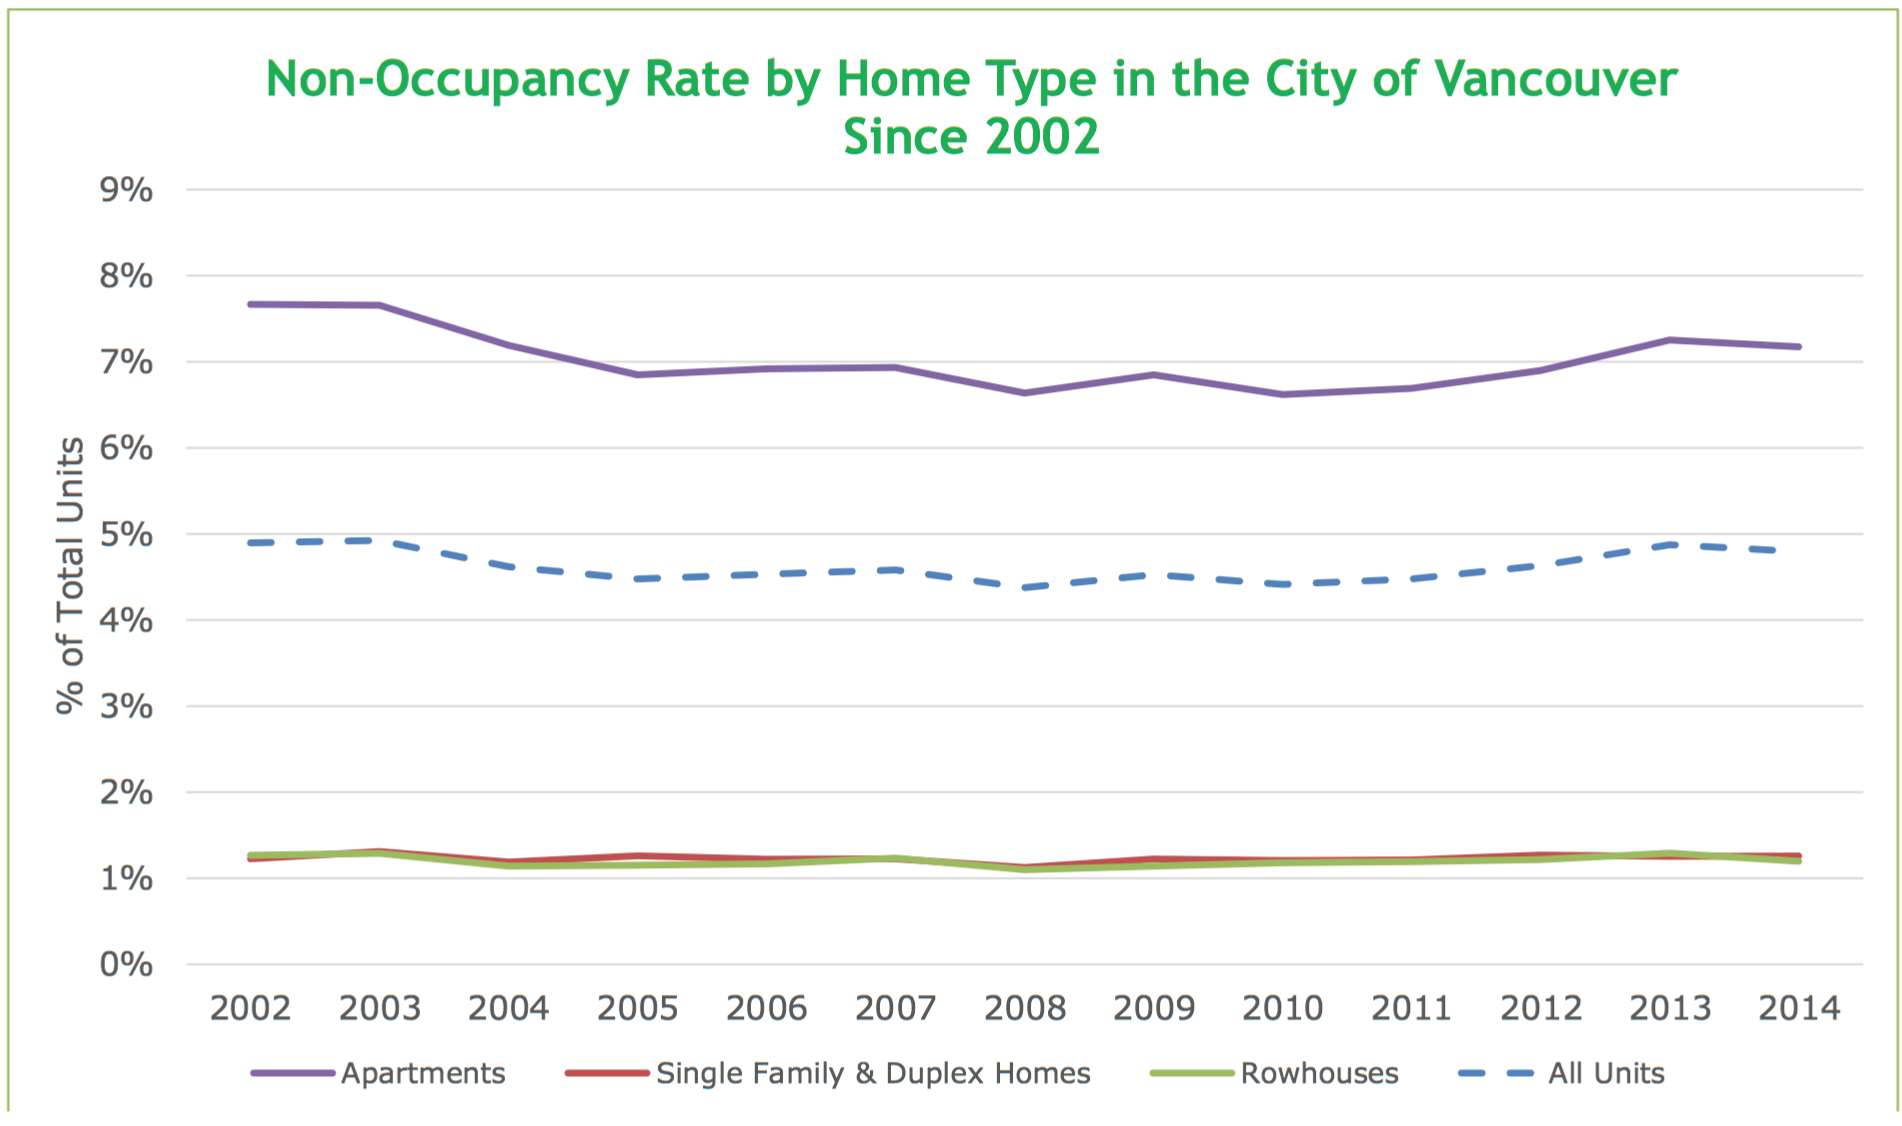 Non-Occupancy Rate by Home Type in the City of Vancouver
Since 2002
9%
8%
7%
6%
5%
4%
3%
2%
1%
0%
% of Total Units
2002 2003 2004 2005 2006 2007 2008 2009 2010 2011 2012 2013 2014
Apartments Single Family & Duplex Homes Rowhouses All Units